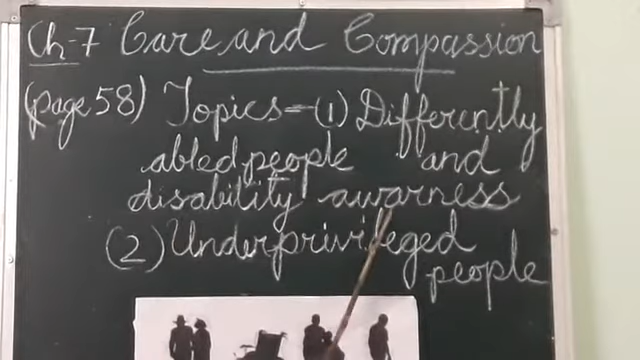 Ch-7 Care and Compassion
(page 58) Topics-(1) Differently
abled people and
disability awarness
(2) Underprivileged
people